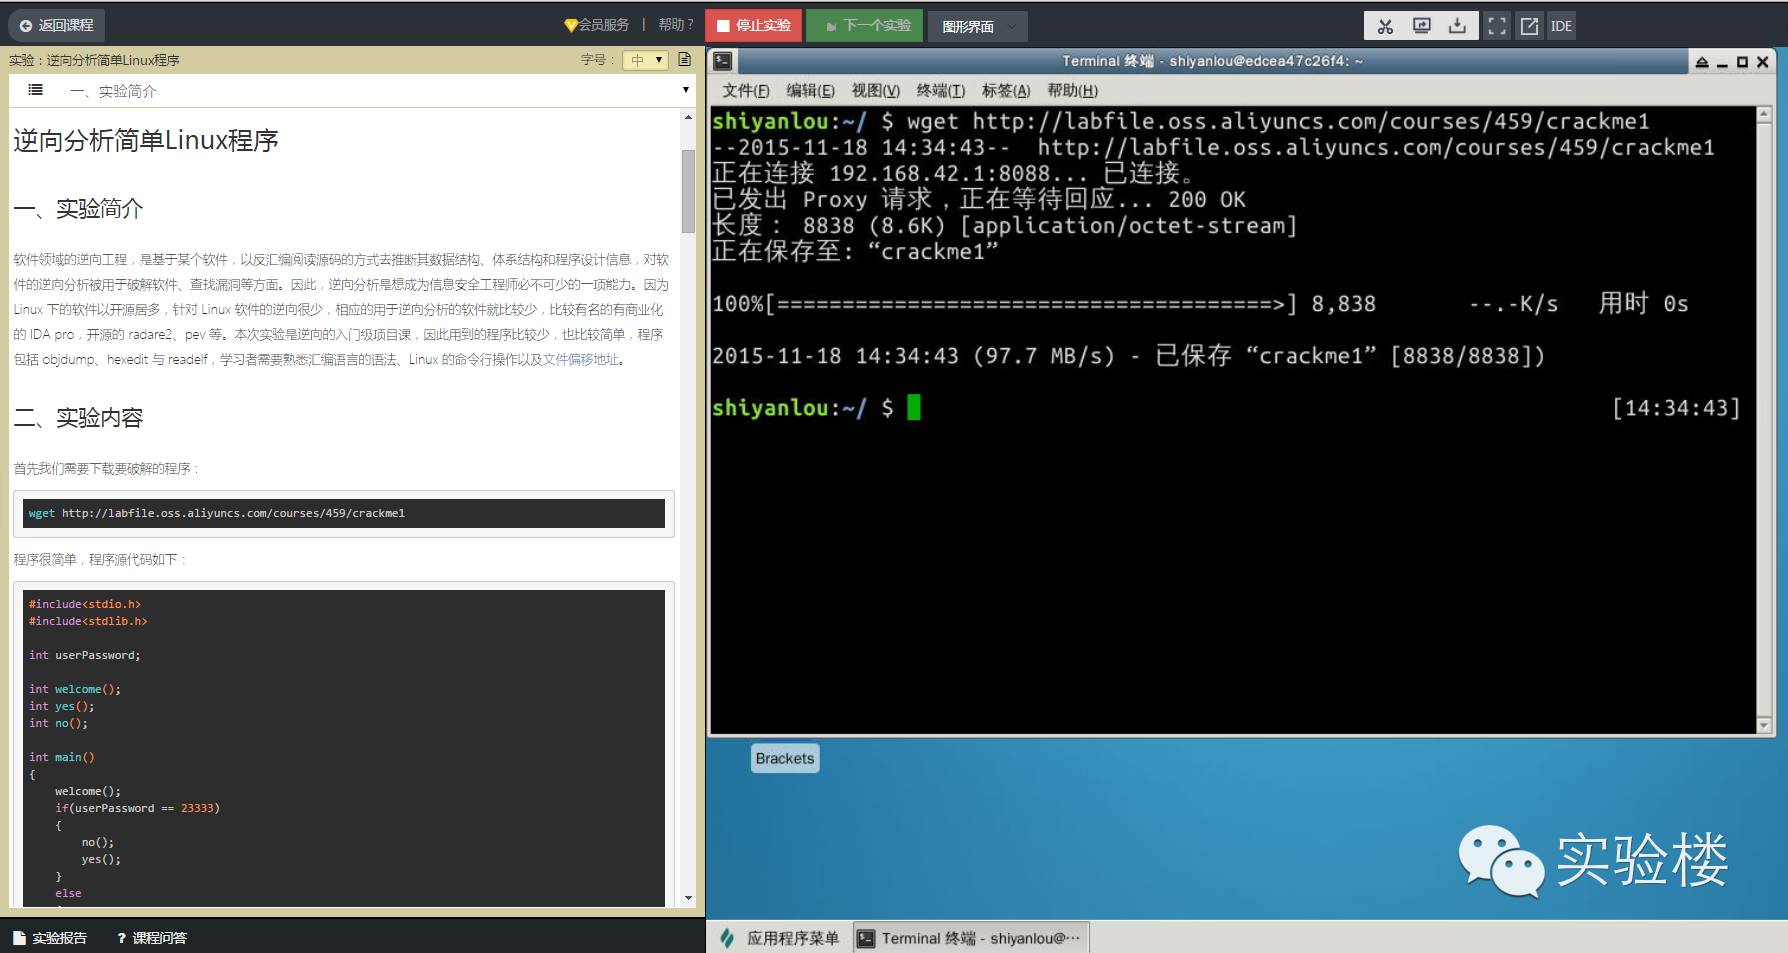 返回课程
会员服务 | 帮助?
停止实验
下一个实验
图形界面
IDE
实验：逆向分析简单Linux程序
字号： 中
一、实验简介
逆向分析简单Linux程序
一、实验简介
软件领域的逆向工程，是基于某个软件，以反汇编阅读源码的方式去推断其数据结构、体系结构和程序设计信息，对软
件的逆向分析被用于破解软件、查找漏洞等方面。因此，逆向分析是想成为信息安全工程师必不可少的一项能力。因为
Linux 下的软件以开源居多，针对 Linux 软件的逆向很少，相应的用于逆向分析的软件就比较少，比较有名的有商业化
的 IDA pro，开源的 radare2、pev 等。本次实验是逆向的入门级项目课，因此用到的程序比较少，也比较简单，程序
包括 objdump、hexedit 与 readelf，学习者需要熟悉汇编语言的语法、Linux 的命令行操作以及文件偏移地址。
二、实验内容
首先我们需要下载要破解的程序：
wget http://labfile.oss.aliyuncs.com/courses/459/crackme1
程序很简单，程序源代码如下：
#include<stdio.h>
#include<stdlib.h>
int userPassword;
int welcome();
int yes();
int no();
int main()
{
welcome();
if(userPassword == 23333)
{
no();
yes();
}
else
实验报告
? 课程问答
Terminal 终端 - shiyanlou@edcea47c26f4: ~
文件(F) 编辑(E) 视图(V) 终端(T) 标签(A) 帮助(H)
shiyanlou:~/ $ wget http://labfile.oss.aliyuncs.com/courses/459/crackme1
--2015-11-18 14:34:43-- http://labfile.oss.aliyuncs.com/courses/459/crackme1
正在连接 192.168.42.1:8088... 已连接。
已发出 Proxy 请求，正在等待回应... 200 OK
长度： 8838 (8.6K) [application/octet-stream]
正在保存至: “crackme1”
100%[======================================>] 8,838 --.-K/s 用时 0s
2015-11-18 14:34:43 (97.7 MB/s) - 已保存 “crackme1” [8838/8838])
shiyanlou:~/ $ [14:34:43]
Brackets
实验楼
应用程序菜单
Terminal 终端 - shiyanlou@···